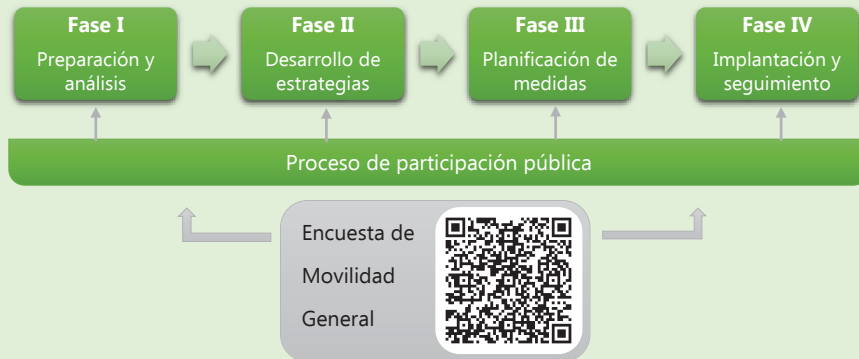 Fase I
Preparación y
análisis
Fase II
Desarrollo de
estrategias
Fase III
Planificación de
medidas
Fase IV
Implantación y
seguimiento
Proceso de participación pública
Encuesta de
Movilidad
General